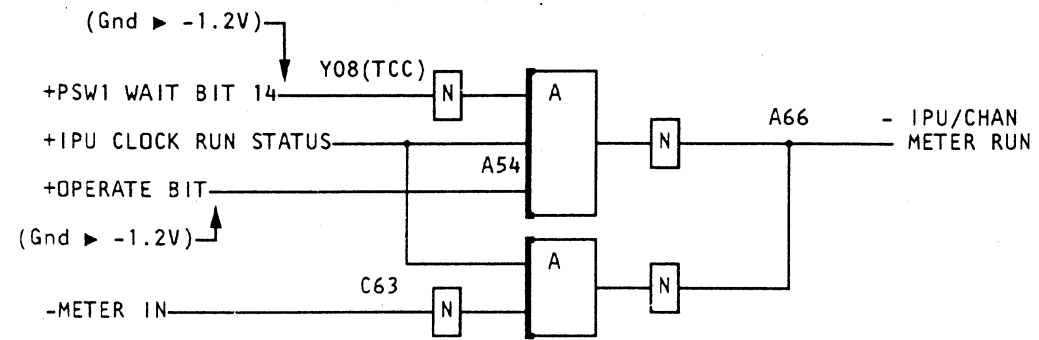 (Gnd ► -1.2V)
Y08(TCC)
+PSW1 WAIT BIT 14
N
A
+IPU CLOCK RUN STATUS
N
A66
- IPU/CHAN
METER RUN
A54
+OPERATE BIT
(Gnd ► -1.2V)
A
N
C63
-METER IN
N